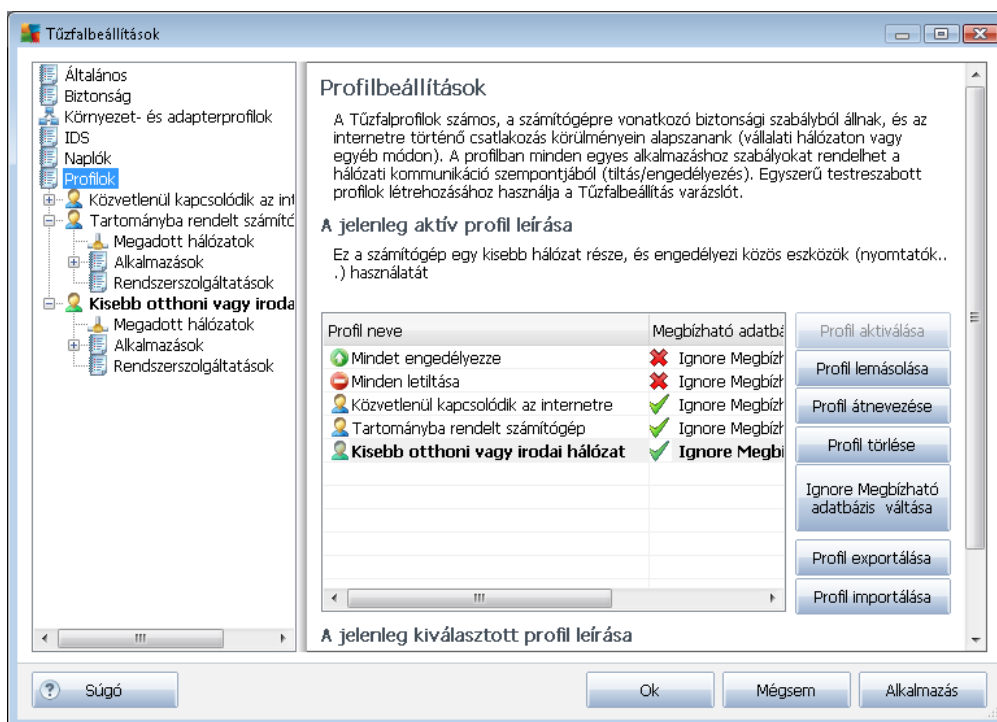 Tűzfalbeállítások
Általános
Biztonság
Környezet- és adapterprofilok
IDS
Naplók
Profilok
Közvetlenül kapcsolódik az int
Tartományba rendelt számító
Megadott hálózatok
Alkalmazások
Rendszerszolgáltatások
Kisebb otthoni vagy iroda
Megadott hálózatok
Alkalmazások
Rendszerszolgáltatások
Profilbeállítások
A Tűzfalprofilok számos, a számítógépre vonatkozó biztonsági szabályból állnak, és az
internetre történő csatlakozás körülményein alapszanank (vállalati hálózaton vagy
egyéb módon). A profilban minden egyes alkalmazáshoz szabályokat rendelhet a
hálózati kommunikáció szempontjából (tiltás/engedélyezés). Egyszerű testreszabott
profilok létrehozásához használja a Tűzfalbeállítás varázslót.
A jelenleg aktív profil leírása
Ez a számítógép egy kisebb hálózat része, és engedélyezi közös eszközök (nyomtatók..
.) használatát
Profil neve Megbízható adatbá
Mindet engedélyezze Ignore Megbízh
Minden letiltása Ignore Megbízh
Közvetlenül kapcsolódik az internetre Ignore Megbízh
Tartományba rendelt számítógép Ignore Megbízh
Kisebb otthoni vagy irodai hálózat Ignore Megbí
Profil aktiválása
Profil lemásolása
Profil átnevezése
Profil törlése
Ignore Megbízható
adatbázis váltása
Profil exportálása
Profil importálása
A jelenleg kiválasztott profil leírása
Súgó
Ok
Mégsem
Alkalmazás